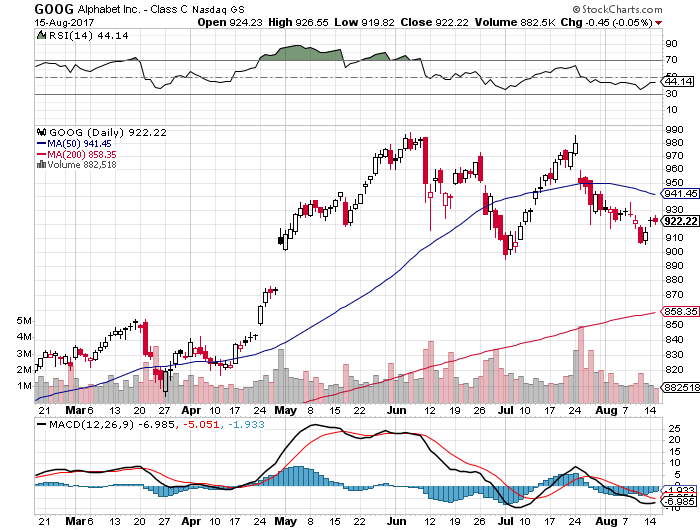 GOOG Alphabet Inc. - Class C Nasdaq GS © StockCharts.com
15-Aug-2017 Open 924.23 High 926.55 Low 919.82 Close 922.22 Volume 882.5K Chg -0.45 (-0.05%)
RSI(14) 44.14
90
70
50
44.14
30
10
GOOG (Daily) 922.22
MA(50) 941.45
MA(200) 858.35
Volume 882,518
990
980
970
960
950
941.45
930
922.22
910
900
890
880
870
858.35
850
840
830
820
810
5M
4M
3M
2M
1M
882518
21 Mar 6 13 20 27 Apr 10 17 24 May 8 15 22 Jun 12 19 26 Jul 10 17 24 Aug 7 14
MACD(12,26,9) -6.985, -5.051, -1.933
25
20
15
10
5
0
-1.933
-6.985
-10
Mar 6 13 20 27 Apr 10 17 24 May 8 15 22 Jun 12 19 26 Jul 10 17 24 Aug 7 14
21